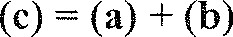 (c) = (a) + (b)